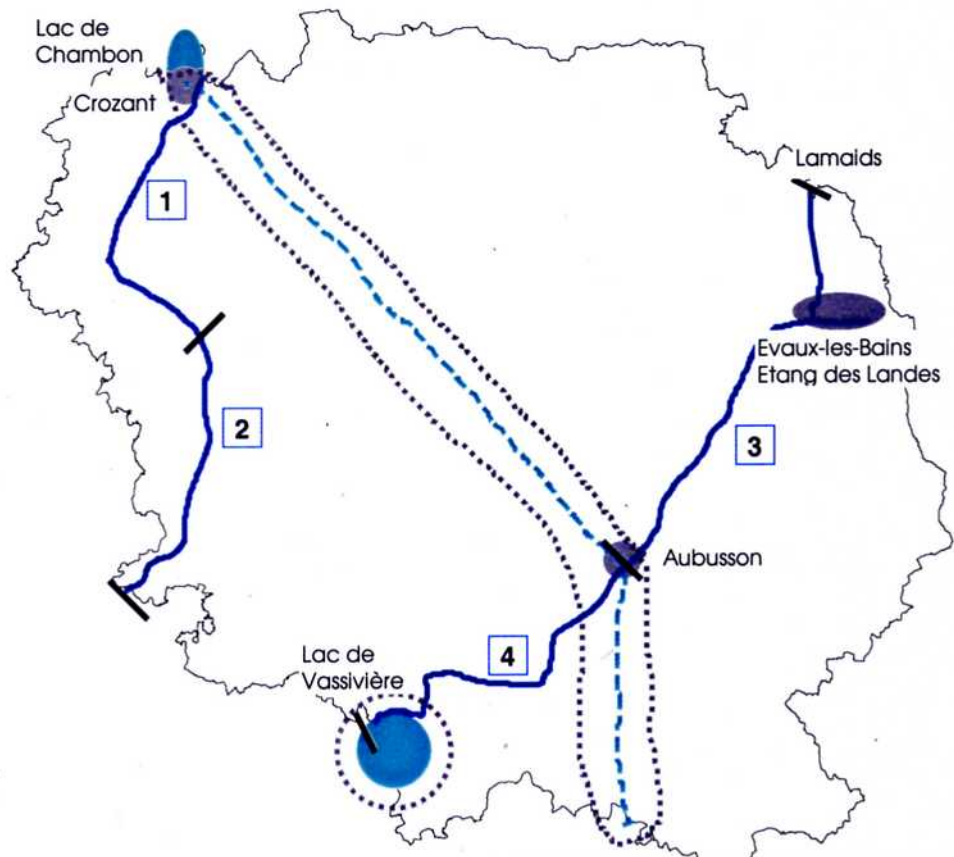 Lac de
Chambon
Crozant
1
Lamaids
Evaux-les-Bains
Etang des Landes
2
3
Aubusson
4
Lac de
Vassivière